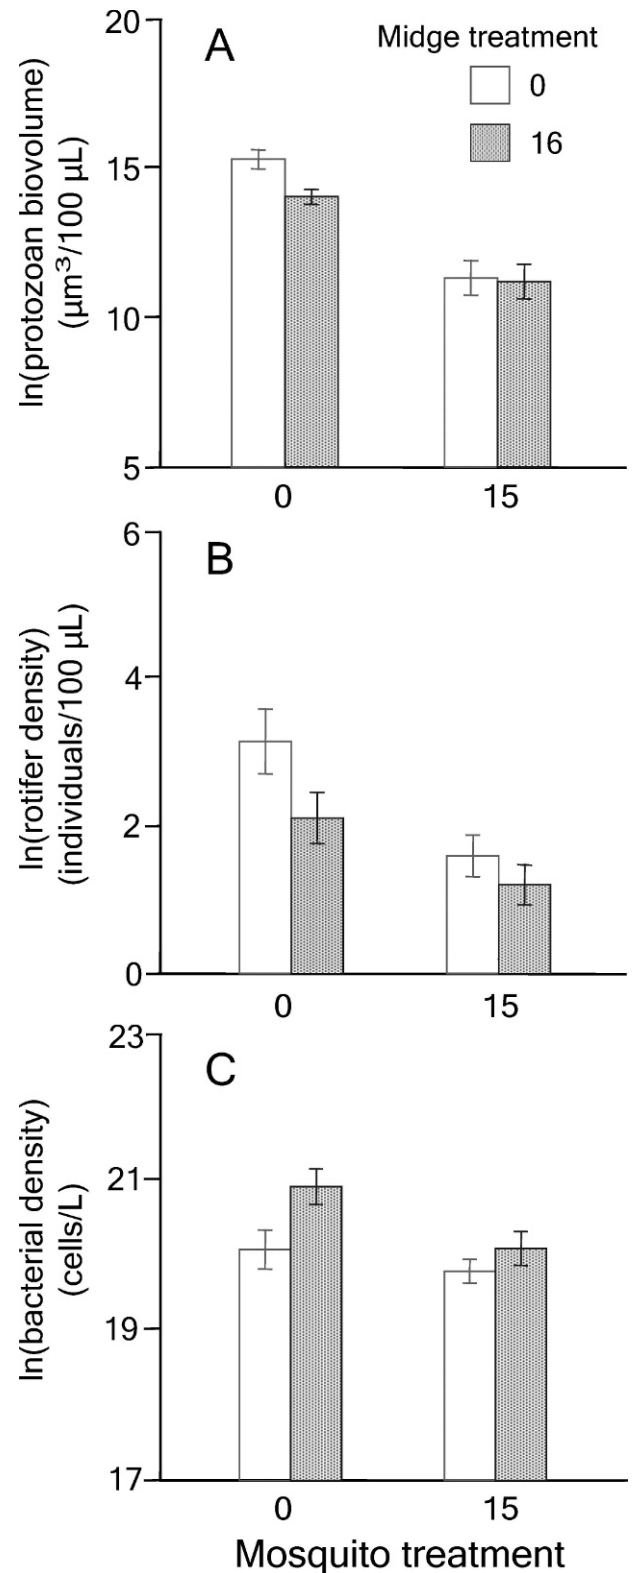 A
Midge treatment
0
16
ln(protozoan biovolume)
(µm³/100 µL)
20
15
10
5
0 15
B
ln(rotifer density)
(individuals/100 µL)
6
4
2
0
0 15
C
ln(bacterial density)
(cells/L)
23
21
19
17
0 15
Mosquito treatment